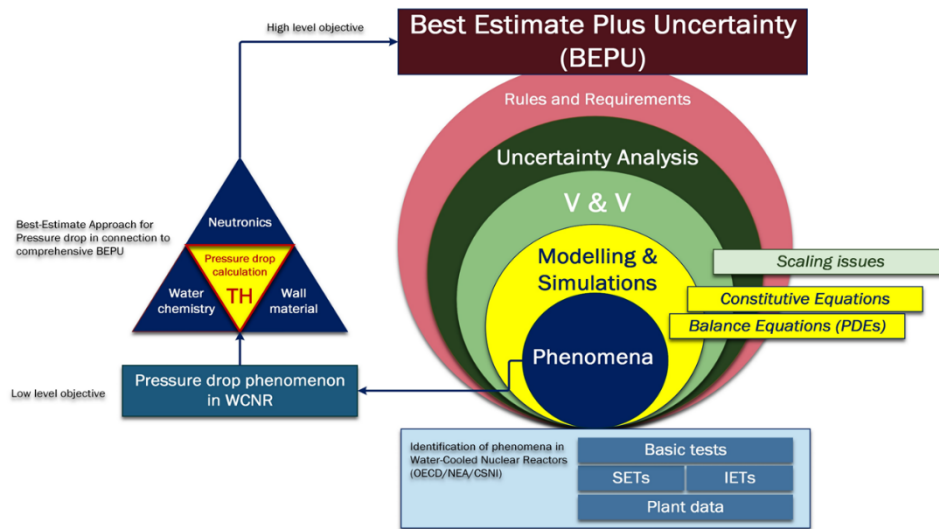 High level objective
Best Estimate Plus Uncertainty
(BEPU)
Rules and Requirements
Uncertainty Analysis
V & V
Modelling &
Simulations
Phenomena
Scaling issues
Constitutive Equations
Balance Equations (PDEs)
Best-Estimate Approach for
Pressure drop in connection to
comprehensive BEPU
Neutronics
Pressure drop
calculation
TH
Water
chemistry
Wall
material
Low level objective
Pressure drop phenomenon
in WCNR
Identification of phenomena in
Water-Cooled Nuclear Reactors
(OECD/NEA/CSNI)
Basic tests
SETs
IETs
Plant data